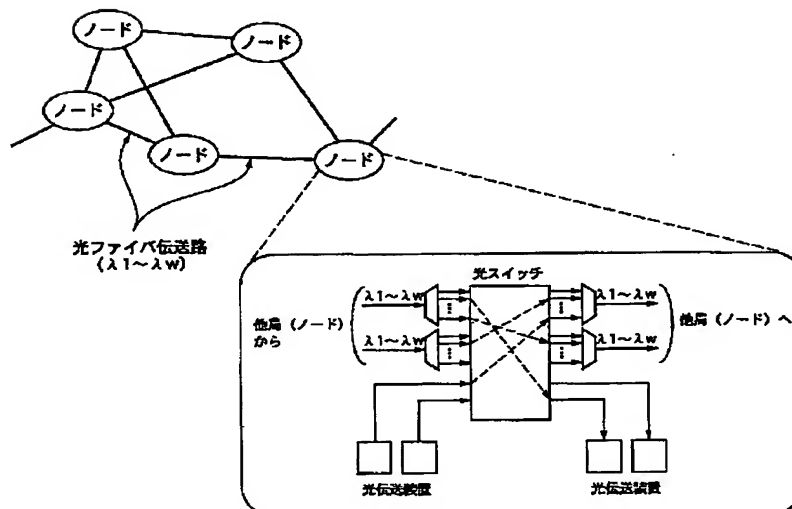 ノード
ノード
ノード
ノード
ノード
光ファイバ伝送路
(λ1～λw)
光スイッチ
λ1～λw
λ1～λw
他局(ノード)
から
λ1～λw
λ1～λw
他局(ノード)へ
光伝送装置
光伝送装置